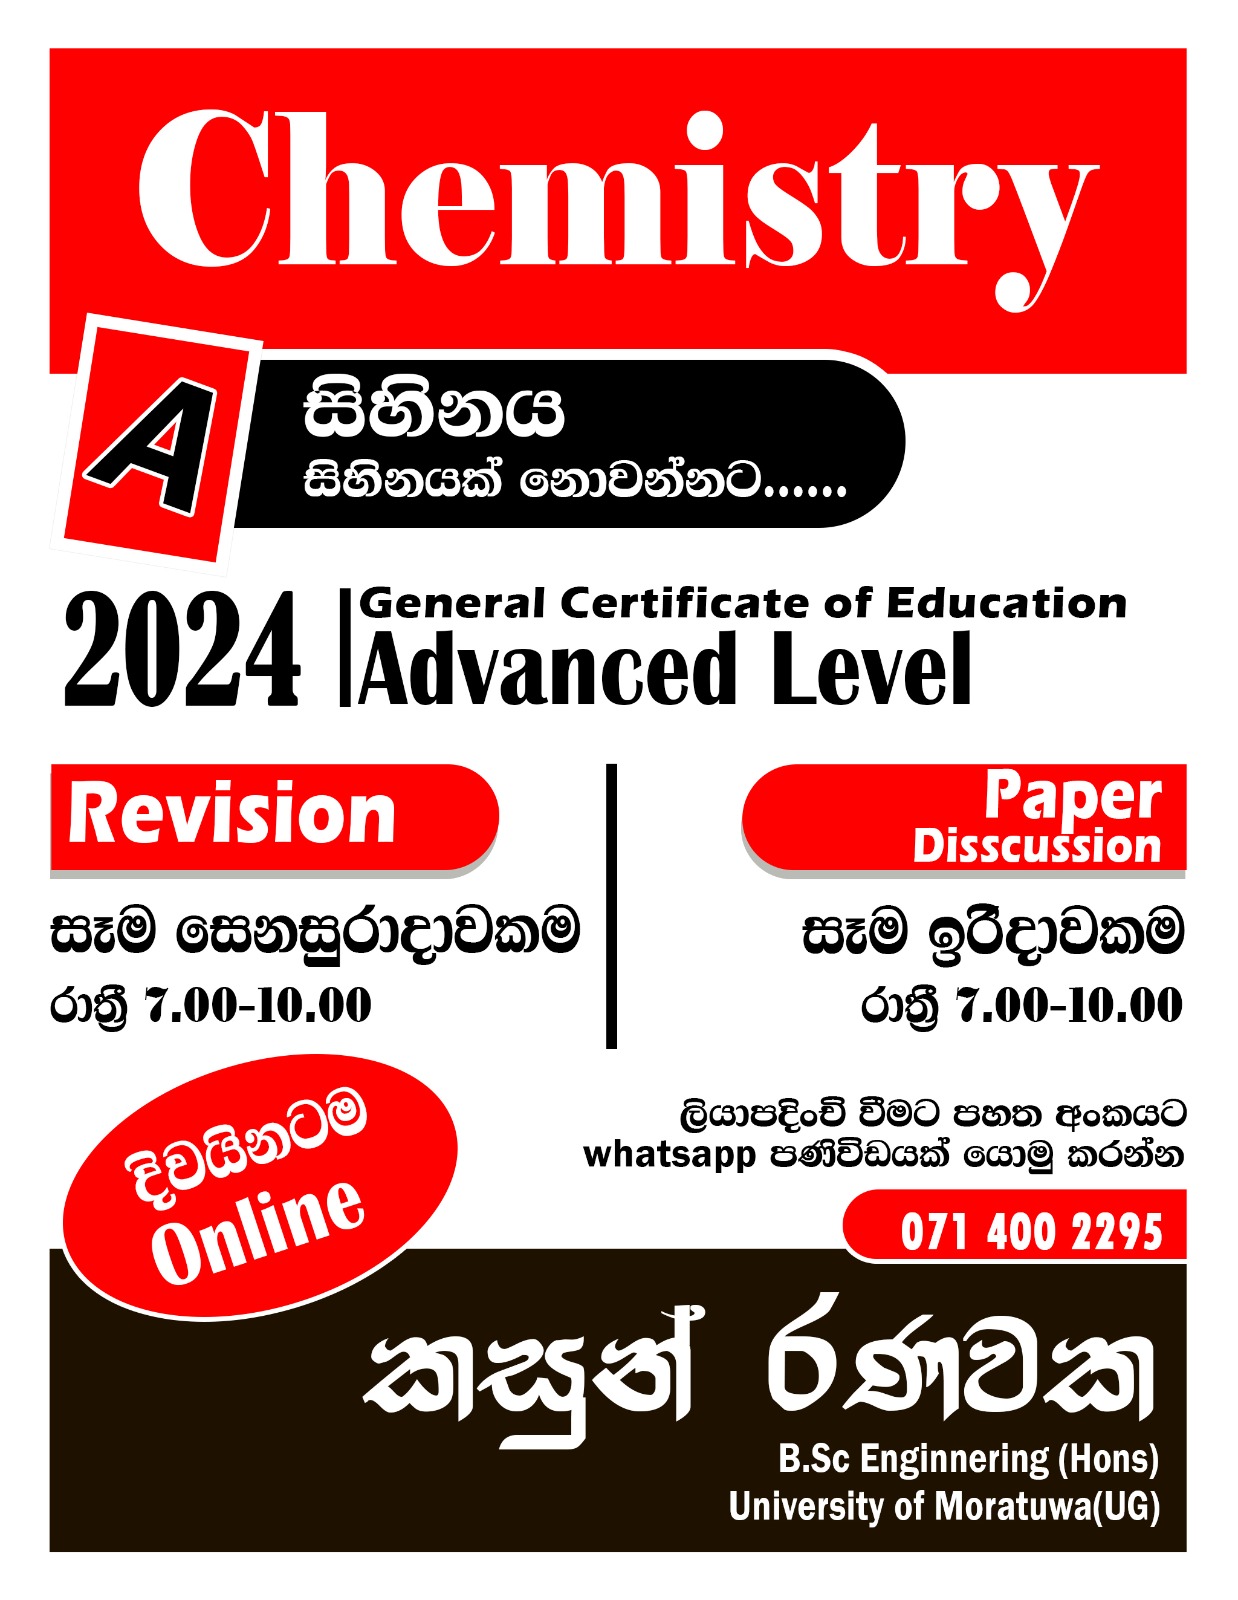 Chemistry
A
සිහිනය
සිහිනයක් නොවන්නට......
2024
General Certificate of Education
Advanced Level
Revision
සෑම සෙනසුරාදාවකම
රාත්‍රී 7.00-10.00
Paper
Disscussion
සෑම ඉරිදාවකම
රාත්‍රී 7.00-10.00
දිවයිනටම
Online
ලියාපදිංචි වීමට පහත අංකයට
whatsapp පණිවිඩයක් යොමු කරන්න
071 400 2295
කසුන් රණවක
B.Sc Enginnering (Hons)
University of Moratuwa(UG)